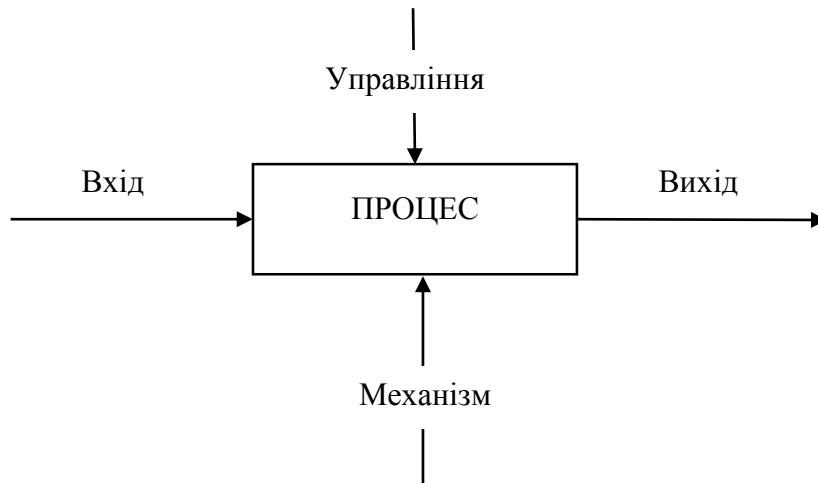 Управління
Вхід
ПРОЦЕС
Вихід
Механізм